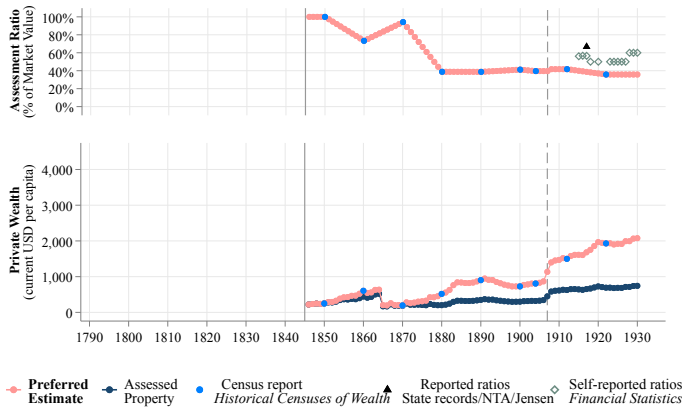 Assessment Ratio
(% of Market Value)
100%
80%
60%
40%
20%
0%
Private Wealth
(current USD per capita)
4,000
3,000
2,000
1,000
0
1790 1800 1810 1820 1830 1840 1850 1860 1870 1880 1890 1900 1910 1920 1930
Preferred
Estimate
Assessed
Property
Census report
Historical Censuses of Wealth
Reported ratios
State records/NTA/Jensen
Self-reported ratios
Financial Statistics